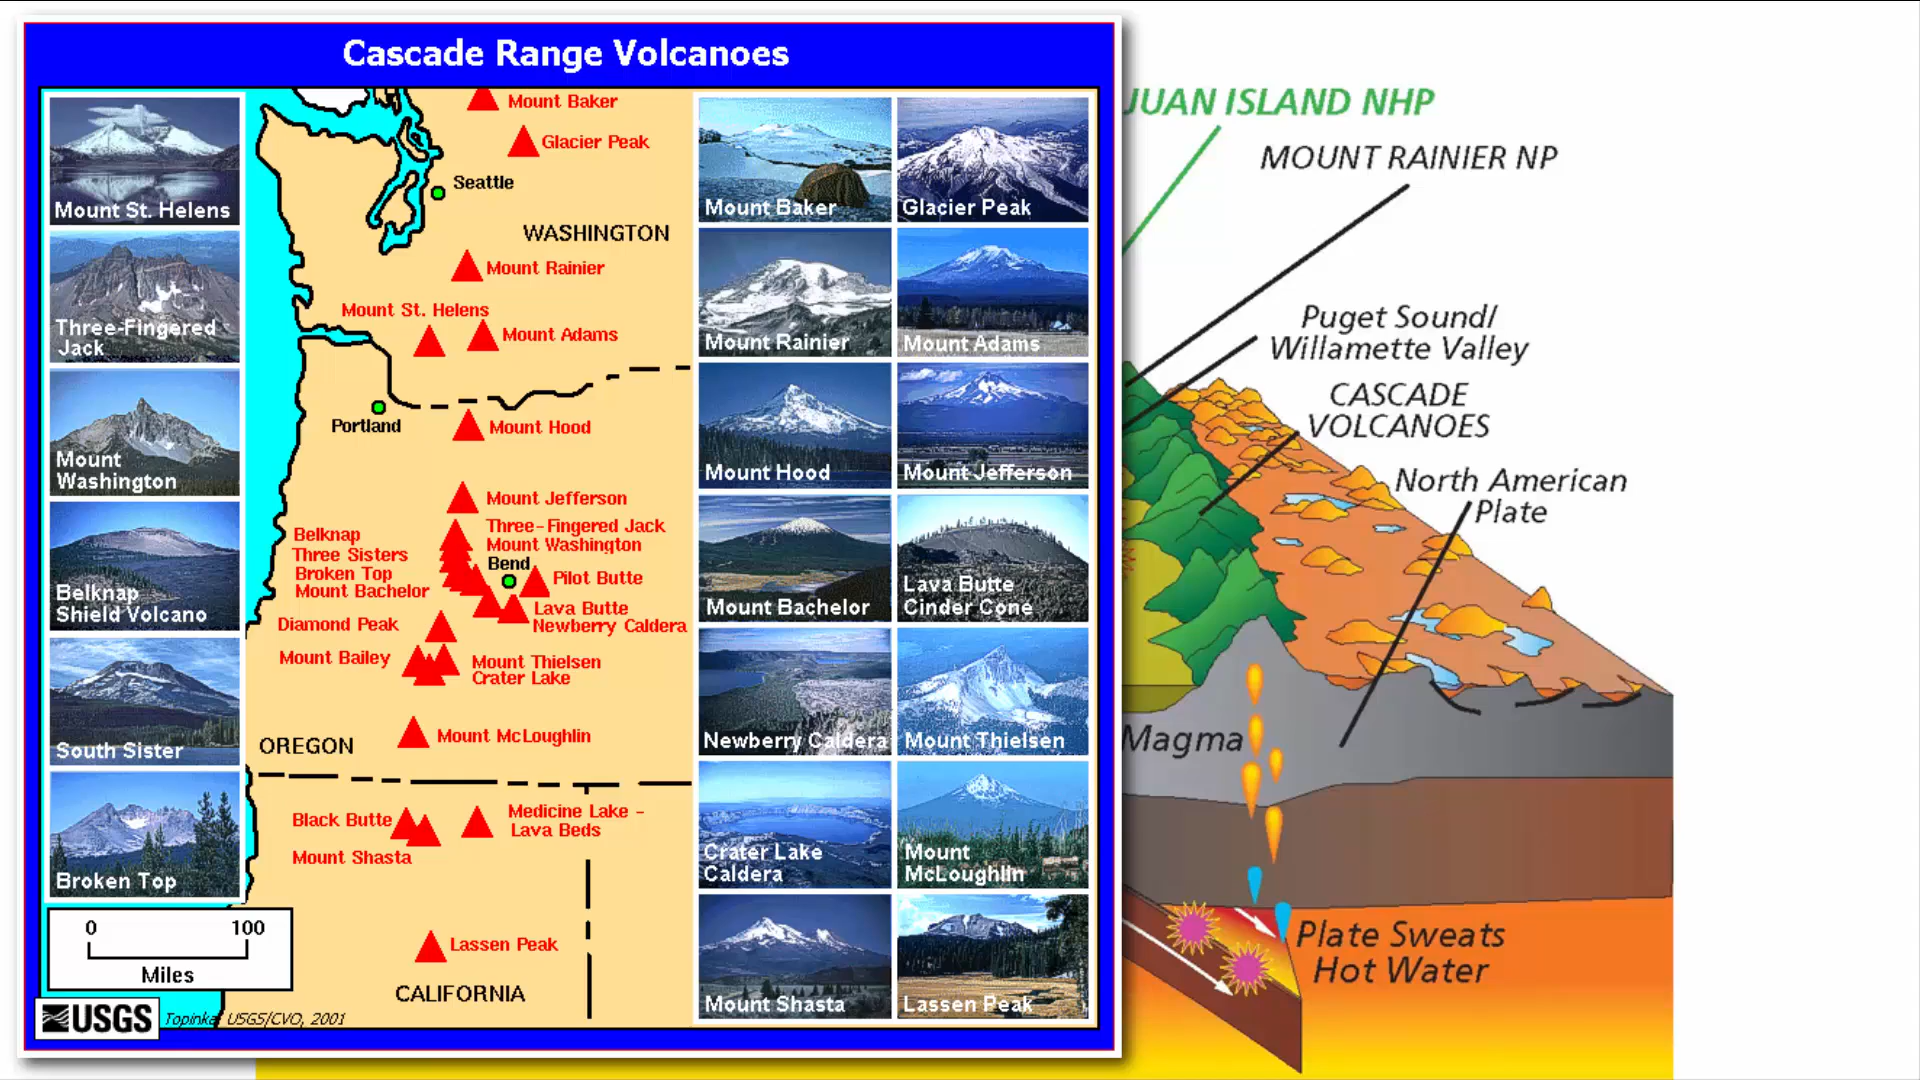 Cascade Range Volcanoes
Mount St. Helens
Three-Fingered
Jack
Mount
Washington
Belknap
Shield Volcano
South Sister
Broken Top
0 100
Miles
USGS
Topinka, USGS/CVO, 2001
Mount Baker
Glacier Peak
Seattle
WASHINGTON
Mount Rainier
Mount St. Helens
Mount Adams
Portland
Mount Hood
Mount Jefferson
Three-Fingered Jack
Mount Washington
Belknap
Three Sisters
Broken Top
Mount Bachelor
Bend
Pilot Butte
Lava Butte
Newberry Caldera
Diamond Peak
Mount Bailey
Mount Thielsen
Crater Lake
Mount McLoughlin
OREGON
Black Butte
Medicine Lake -
Lava Beds
Mount Shasta
Lassen Peak
CALIFORNIA
Mount Baker
Glacier Peak
Mount Rainier
Mount Adams
Mount Hood
Mount Jefferson
Mount Bachelor
Lava Butte
Cinder Cone
Newberry Caldera
Mount Thielsen
Crater Lake
Caldera
Mount
McLoughlin
Mount Shasta
Lassen Peak
JUAN ISLAND NHP
MOUNT RAINIER NP
Puget Sound/
Willamette Valley
CASCADE
VOLCANOES
North American
Plate
Magma
Plate Sweats
Hot Water